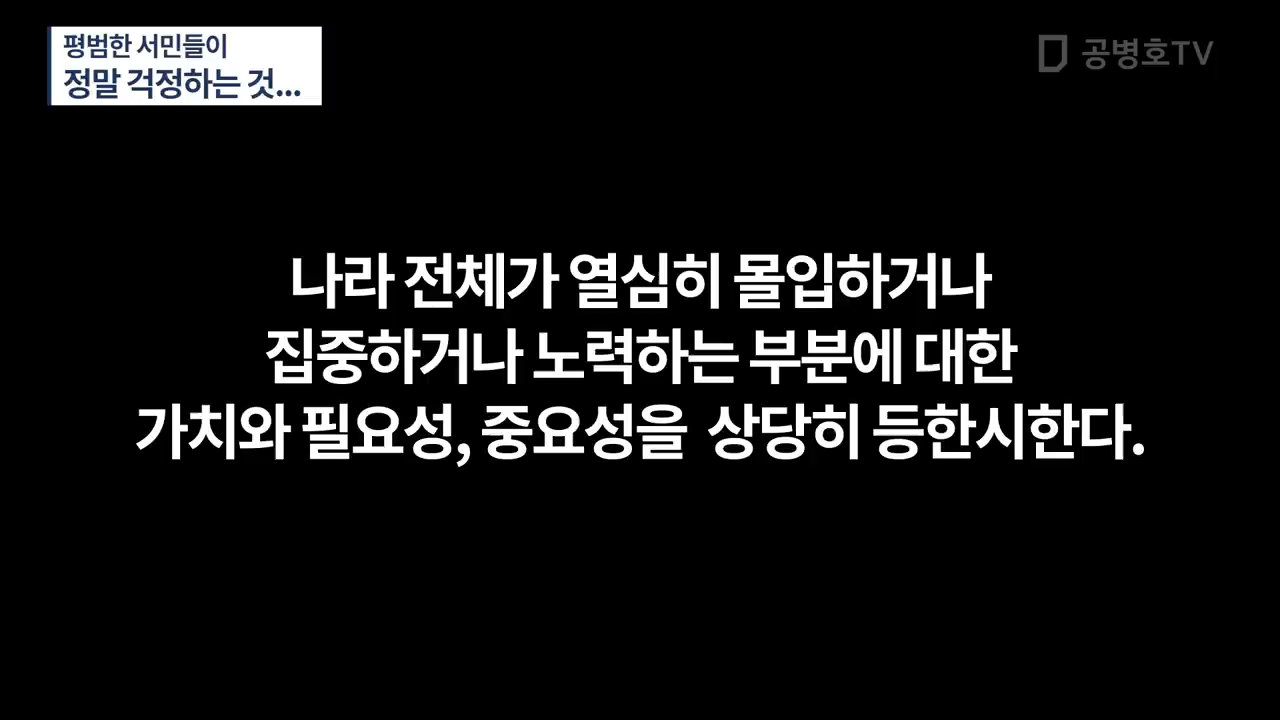 평범한 서민들이
정말 걱정하는 것...
공병호TV
나라 전체가 열심히 몰입하거나
집중하거나 노력하는 부분에 대한
가치와 필요성, 중요성을 상당히 등한시한다.